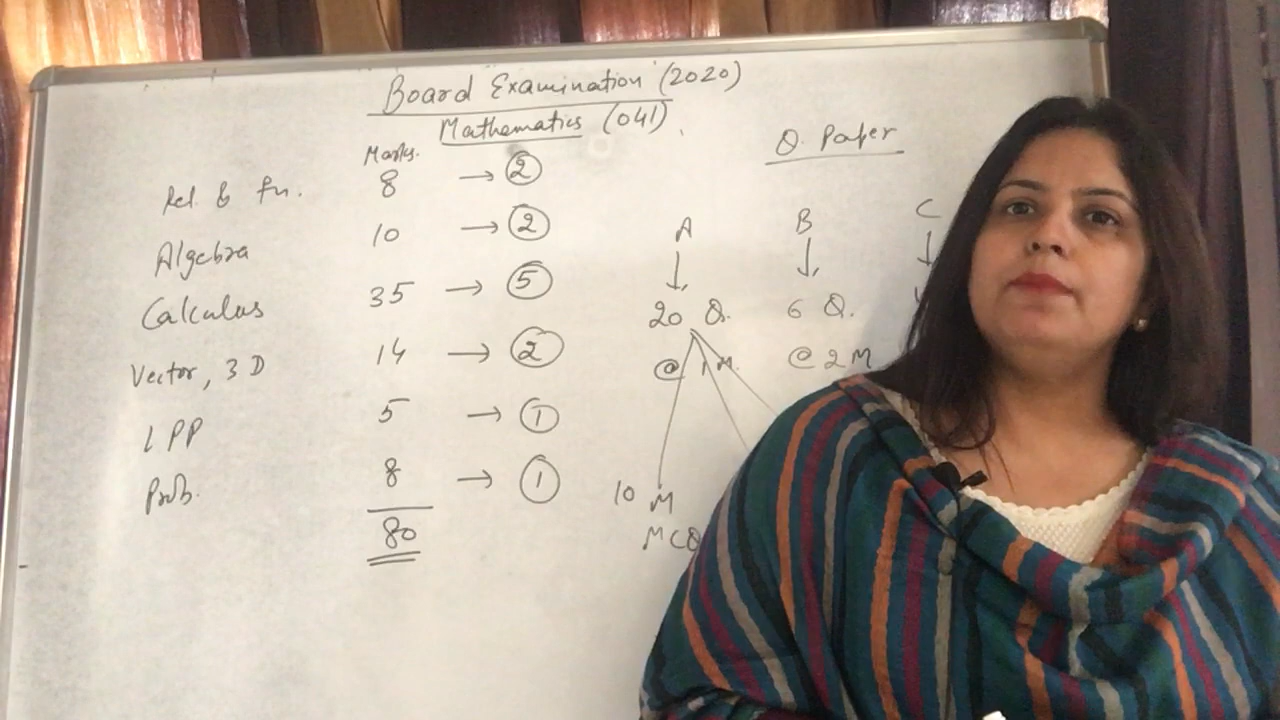 Board Examination (2020)
Mathematics (041)
Marks.
Rel. & fn. 8 → 2
Algebra 10 → 2
Calculus 35 → 5
Vector, 3D 14 → 2
LPP 5 → 1
Prob. 8 → 1
80
Q. Paper
A B C
20 Q. 6 Q.
@ 1 M. @ 2 M
10 M
MCQ